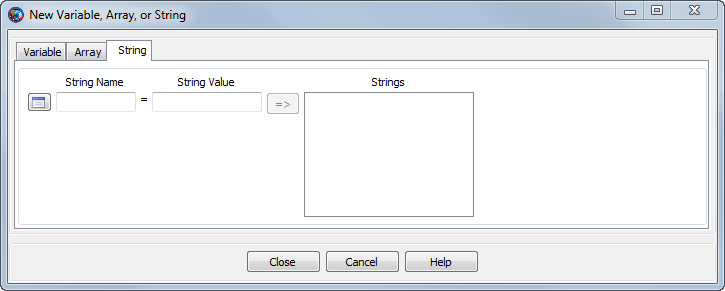 New Variable, Array, or String
Variable Array String
String Name String Value Strings
= =>
Close Cancel Help